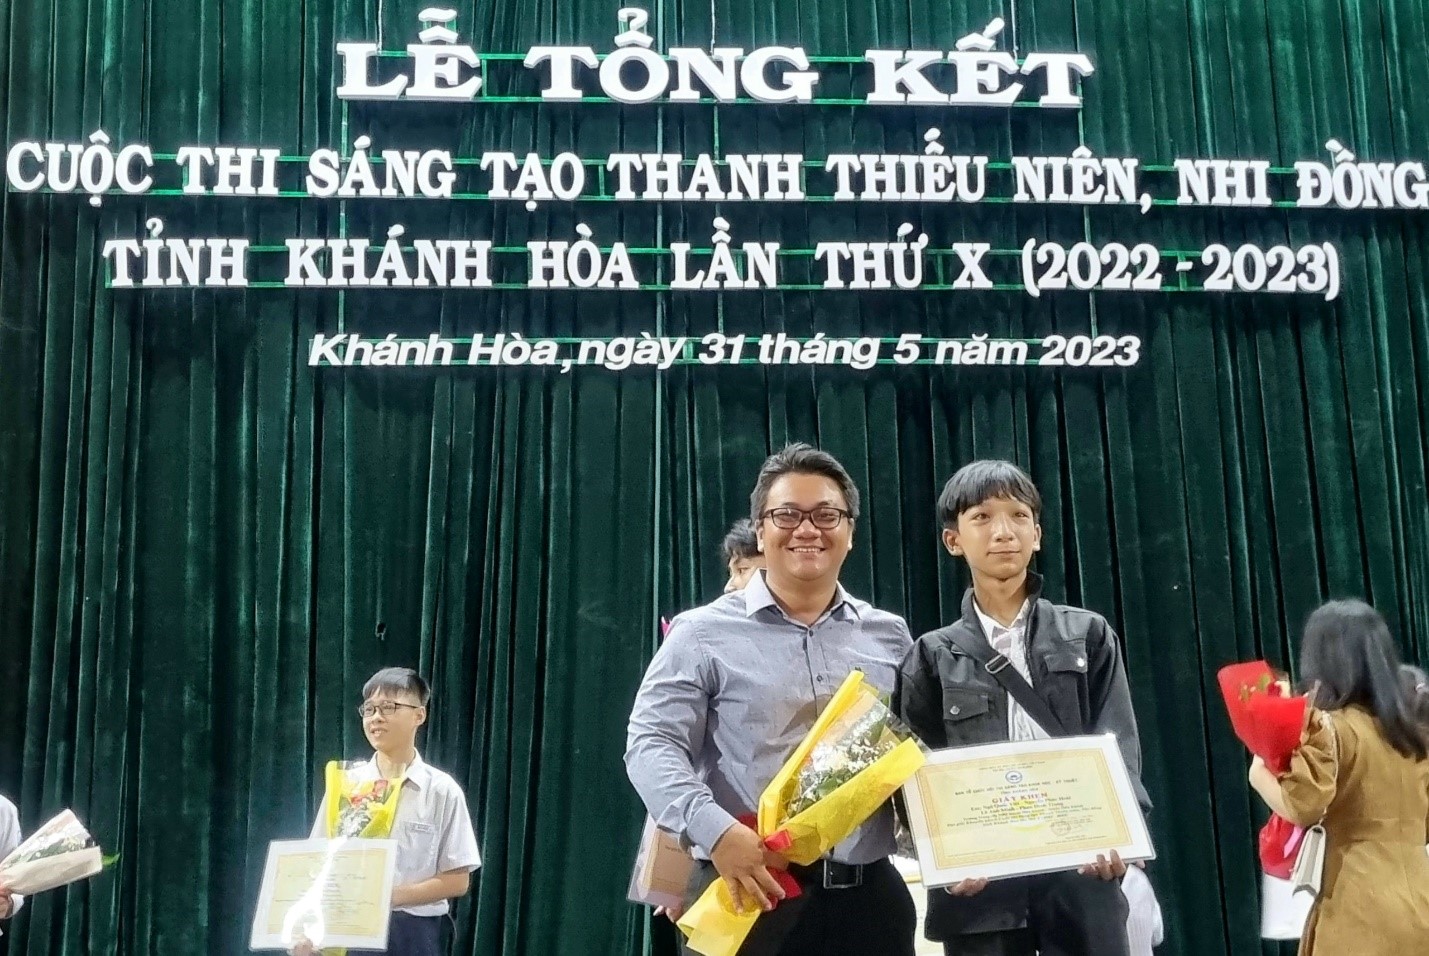 LỄ TỔNG KẾT
CUỘC THI SÁNG TẠO THANH THIẾU NIÊN, NHI ĐỒNG
TỈNH KHÁNH HÒA LẦN THỨ X (2022 - 2023)
Khánh Hòa, ngày 31 tháng 5 năm 2023
GIẤY KHEN